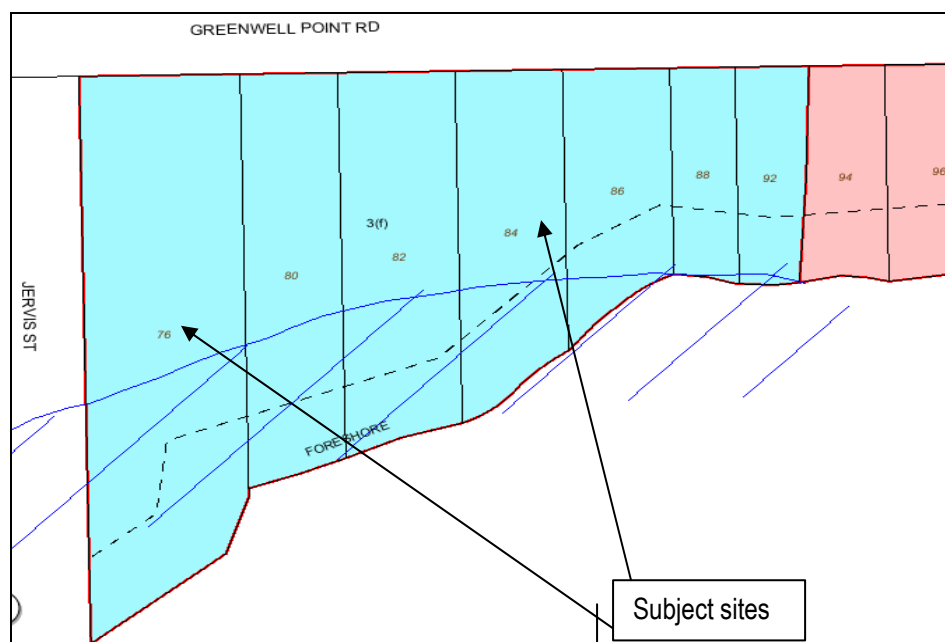 GREENWELL POINT RD
JERVIS ST
76
80
3(f)
82
84
86
88
92
94
96
FORESHORE
Subject sites